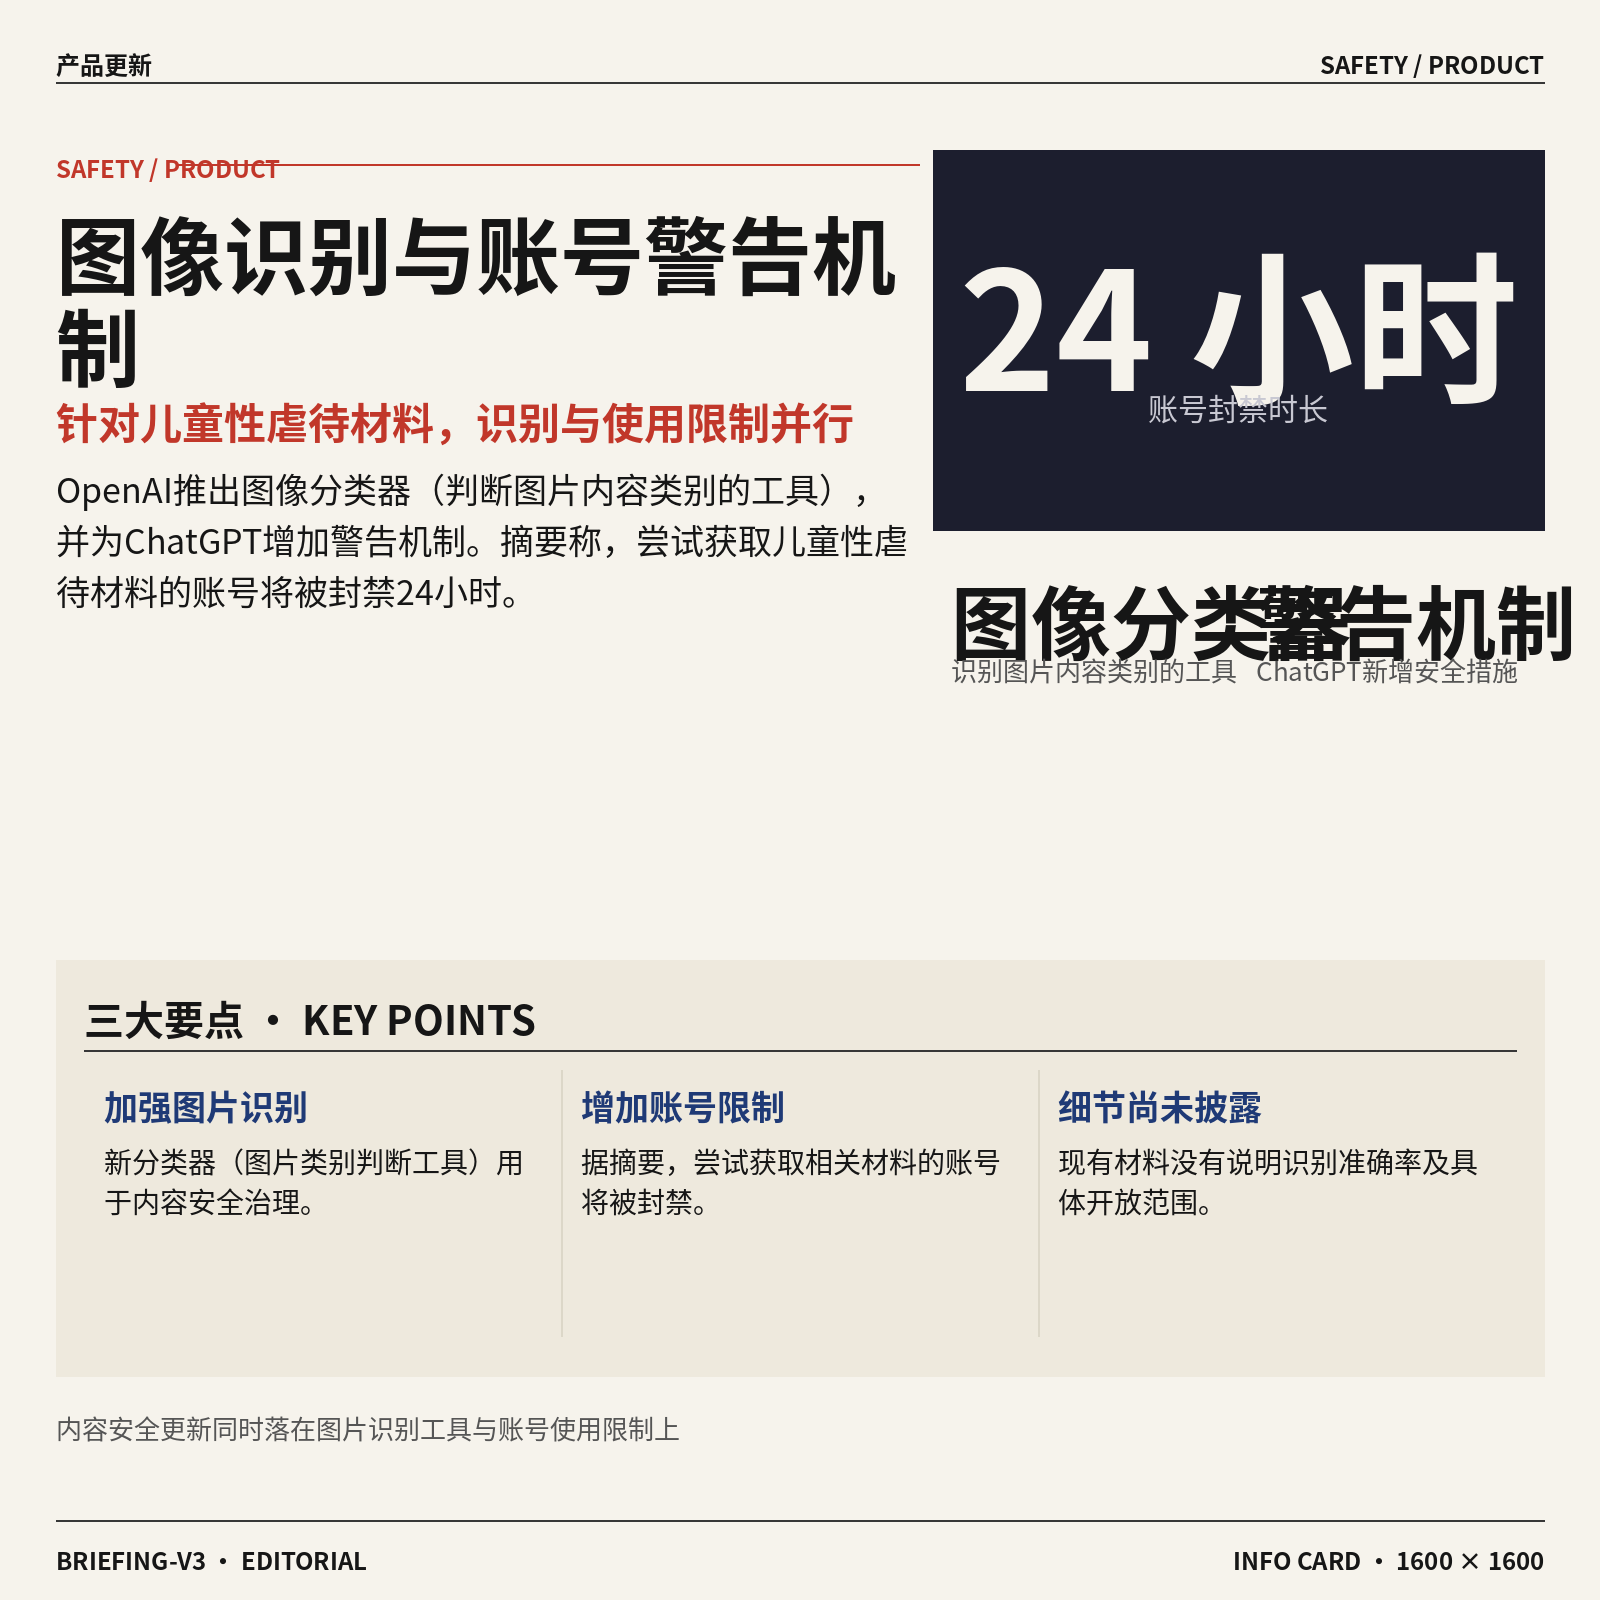 产品更新
SAFETY / PRODUCT
SAFETY / PRODUCT
图像识别与账号警告机
制
针对儿童性虐待材料，识别与使用限制并行
OpenAI推出图像分类器（判断图片内容类别的工具），
并为ChatGPT增加警告机制。摘要称，尝试获取儿童性虐
待材料的账号将被封禁24小时。
24 小时
账号封禁时长
图像分类器
识别图片内容类别的工具
警告机制
ChatGPT新增安全措施
三大要点 • KEY POINTS
加强图片识别
新分类器（图片类别判断工具）用
于内容安全治理。
增加账号限制
据摘要，尝试获取相关材料的账号
将被封禁。
细节尚未披露
现有材料没有说明识别准确率及具
体开放范围。
内容安全更新同时落在图片识别工具与账号使用限制上
BRIEFING-V3 • EDITORIAL
INFO CARD • 1600 × 1600